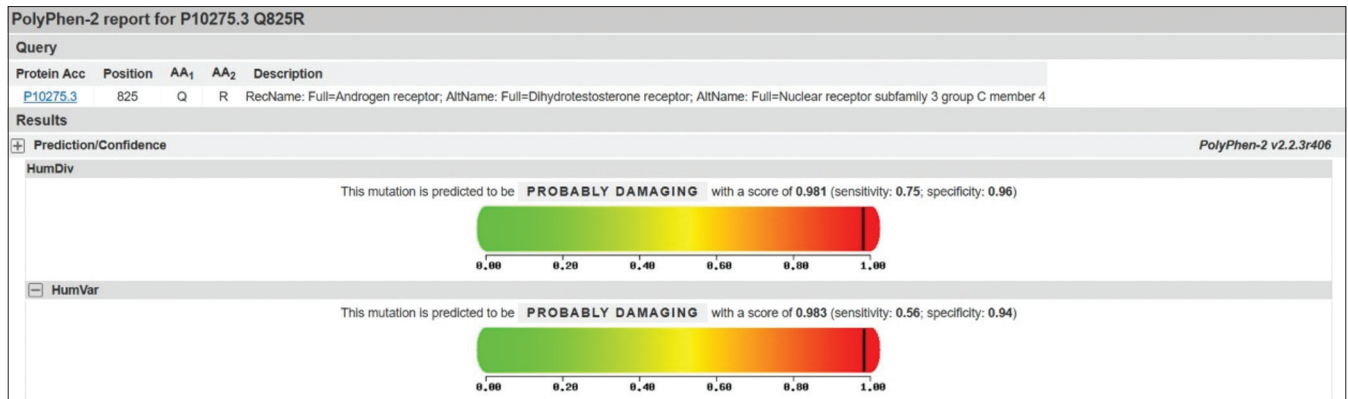 PolyPhen-2 report for P10275.3 Q825R
Query
Protein Acc Position AA1 AA2 Description
P10275.3 825 Q R RecName: Full=Androgen receptor; AltName: Full=Dihydrotestosterone receptor; AltName: Full=Nuclear receptor subfamily 3 group C member 4
Results
+ Prediction/Confidence PolyPhen-2 v2.2.3r406
HumDiv
This mutation is predicted to be PROBABLY DAMAGING with a score of 0.981 (sensitivity: 0.75; specificity: 0.96)
0.00 0.20 0.40 0.60 0.80 1.00
− HumVar
This mutation is predicted to be PROBABLY DAMAGING with a score of 0.983 (sensitivity: 0.56; specificity: 0.94)
0.00 0.20 0.40 0.60 0.80 1.00